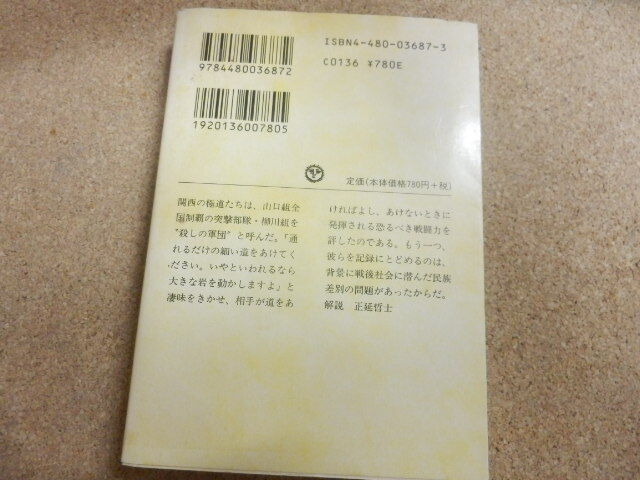 ISBN4-480-03687-3
C0136 ¥780E
9784480036872
1920136007805
定価(本体価格780円+税)
関西の極道たちは、山口組全
国制覇の突撃部隊・柳川組を
"殺しの軍団"と呼んだ。「通
れるだけの細い道をあけてく
ださい。いやといわれるなら
大きな岩を動かしますよ」と
凄味をきかせ、相手が道をあ
ければよし、あけないときに
発揮される恐るべき戦闘力を
評したのである。もう一つ、
彼らを記録にとどめるのは、
背景に戦後社会に潜んだ民族
差別の問題があったからだ。
解説 正延哲士